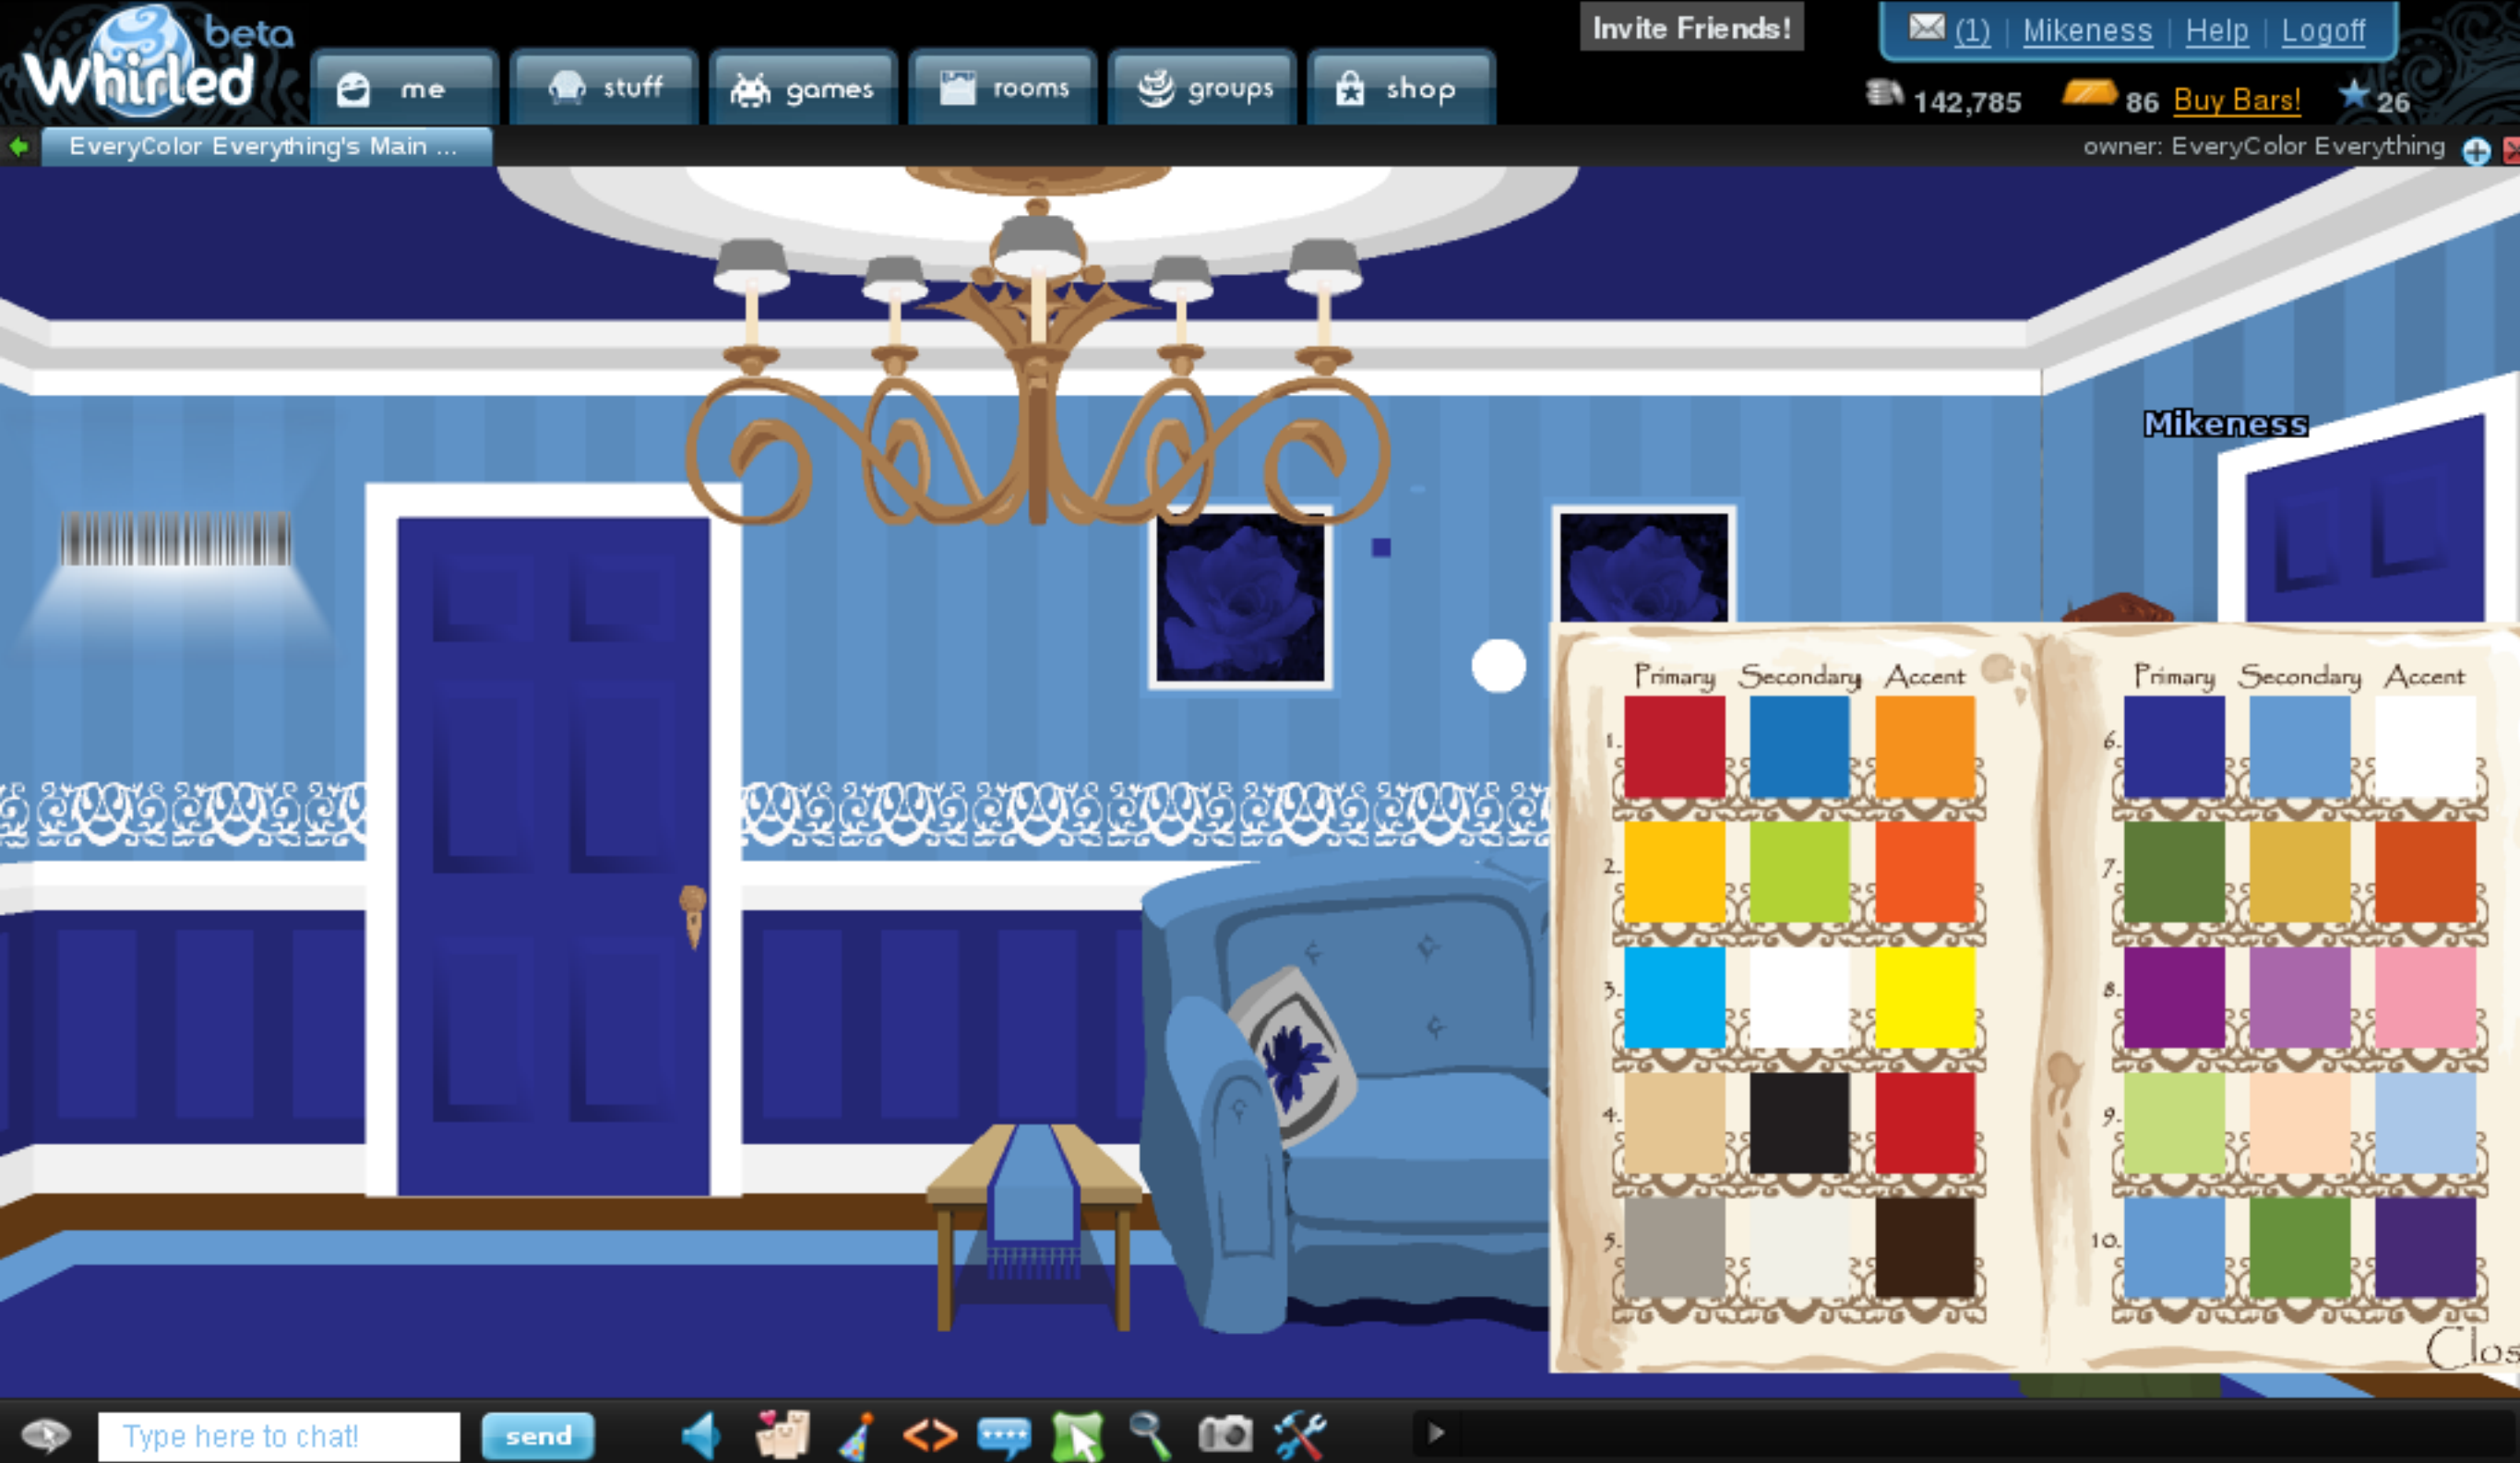 Whirled beta
me
stuff
games
rooms
groups
shop
Invite Friends!
(1) | Mikeness | Help | Logoff
142,785 86 Buy Bars! 26
EveryColor Everything's Main ...
owner: EveryColor Everything
Mikeness
Primary Secondary Accent
1.
2.
3.
4.
5.
Primary Secondary Accent
6.
7.
8.
9.
10.
Clos
Type here to chat!
send